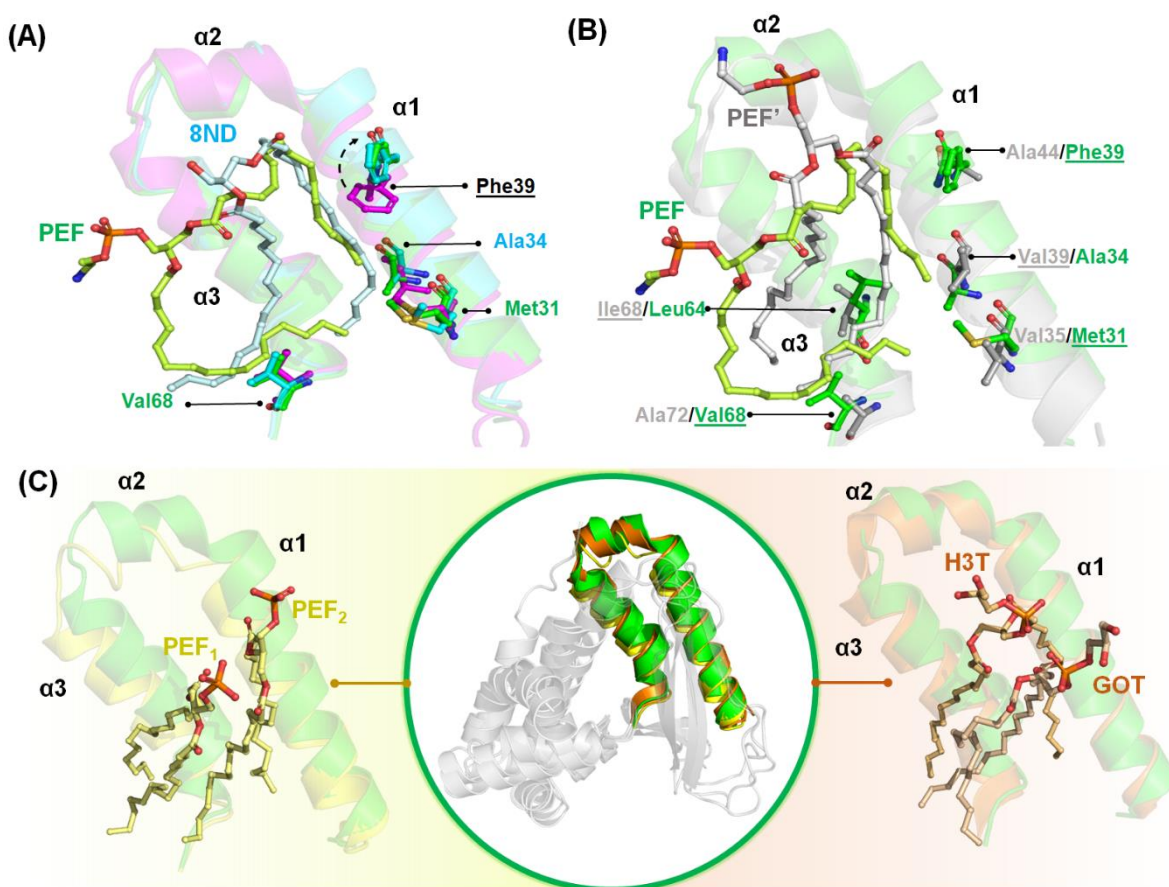 (A)
α2
8ND
α1
Phe39
PEF
Ala34
α3
Met31
Val68
(B)
α2
α1
PEF’
Ala44/Phe39
PEF
Val39/Ala34
Ile68/Leu64
α3
Val35/Met31
Ala72/Val68
(C)
α2
α1
PEF₂
PEF₁
α3
α2
H3T
α1
α3
GOT